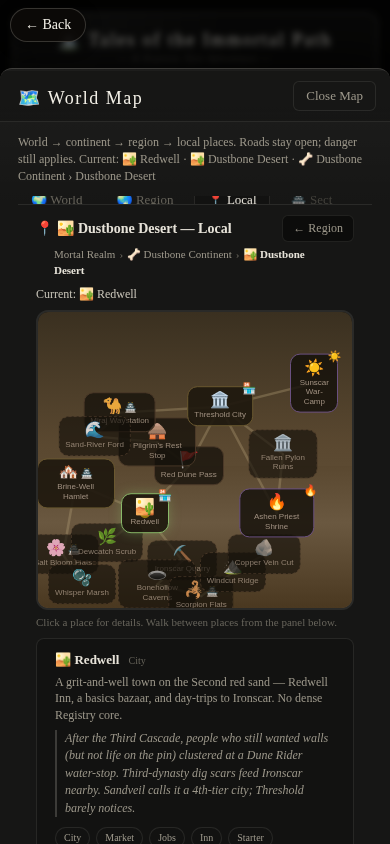 ← Back
Tales of the Immortal Path
World Map
Close Map
World → continent → region → local places. Roads stay open; danger
still applies. Current: Redwell · Dustbone Desert · Dustbone
Continent › Dustbone Desert
World Region Local Sect
Dustbone Desert — Local
← Region
Mortal Realm › Dustbone Continent › Dustbone
Desert
Current: Redwell
Sunscar
War-
Camp
Threshold City
Sand-River Ford
Pilgrim's Rest
Stop
Fallen Pylon
Ruins
Red Dune Pass
Brine-Well
Hamlet
Redwell
Ashen Priest
Shrine
Dewcatch Scrub
Copper Vein Cut
Windcut Ridge
Whisper Marsh
Scorpion Flats
Click a place for details. Walk between places from the panel below.
Redwell City
A grit-and-well town on the Second red sand — Redwell
Inn, a basics bazaar, and day-trips to Ironscar. No dense
Registry core.
After the Third Cascade, people who still wanted walls
(but not life on the pin) clustered at a Dune Rider
water-stop. Third-dynasty dig scars feed Ironscar
nearby. Sandveil calls it a 4th-tier city; Threshold
barely notices.
City Market Jobs Inn Starter